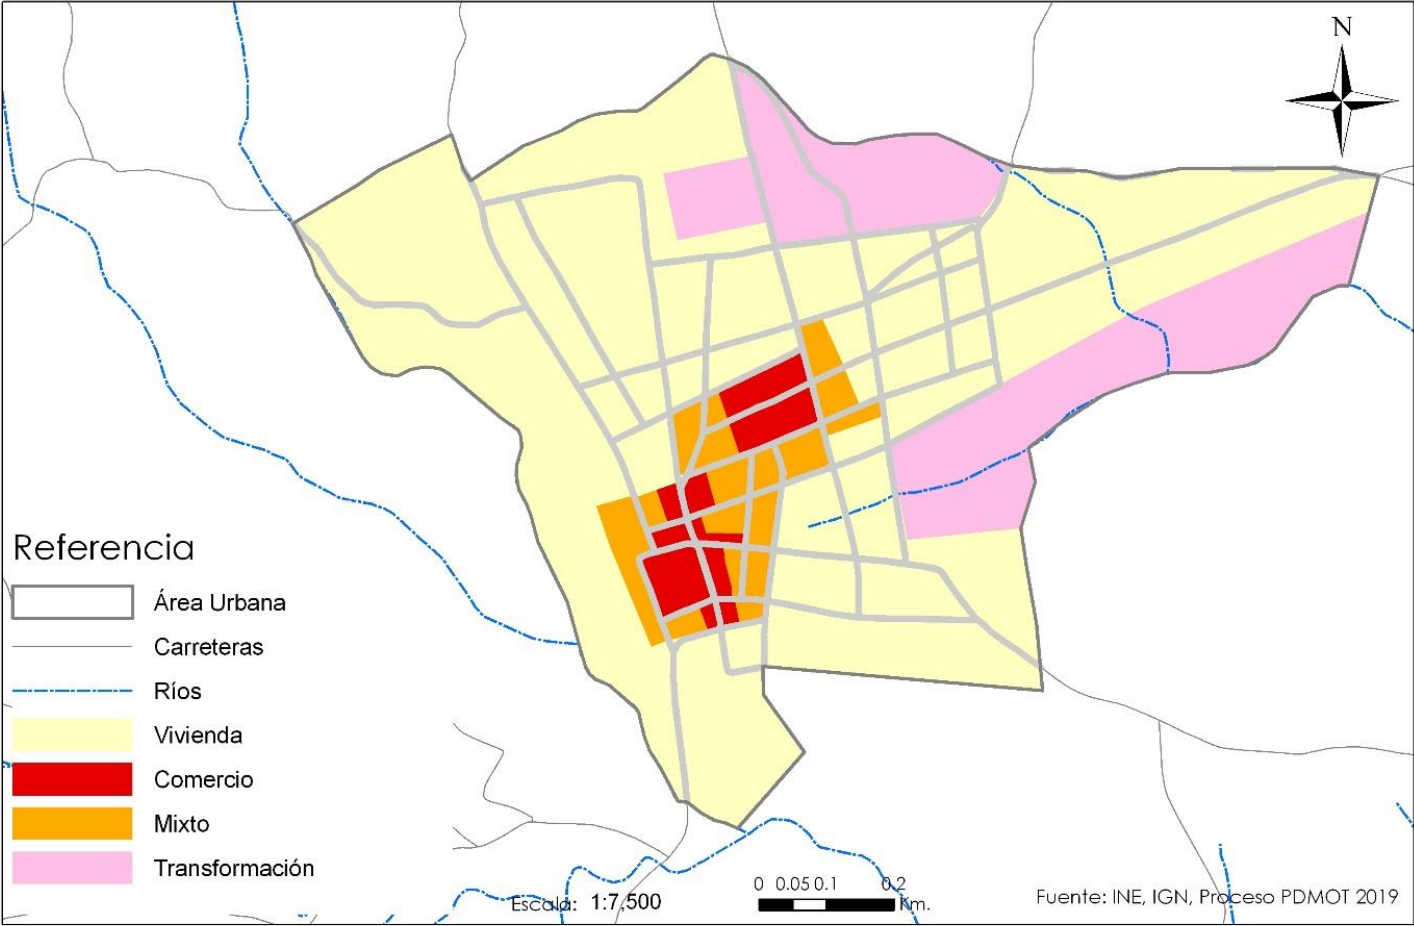 N
Referencia
Área Urbana
Carreteras
Ríos
Vivienda
Comercio
Mixto
Transformación
Escala: 1:7,500
0 0.05 0.1 0.2
Km.
Fuente: INE, IGN, Proceso PDMOT 2019